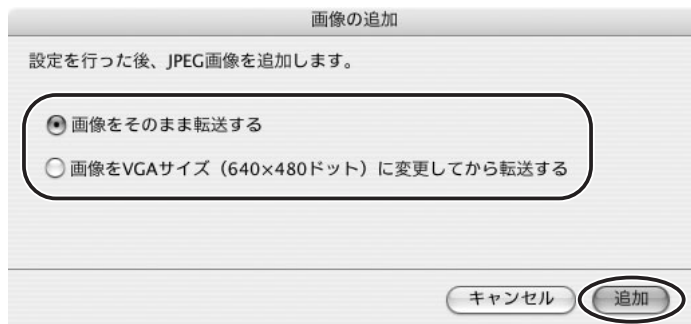 画像の追加
設定を行った後、JPEG画像を追加します。
画像をそのまま転送する
画像をVGAサイズ（640×480ドット）に変更してから転送する
キャンセル
追加